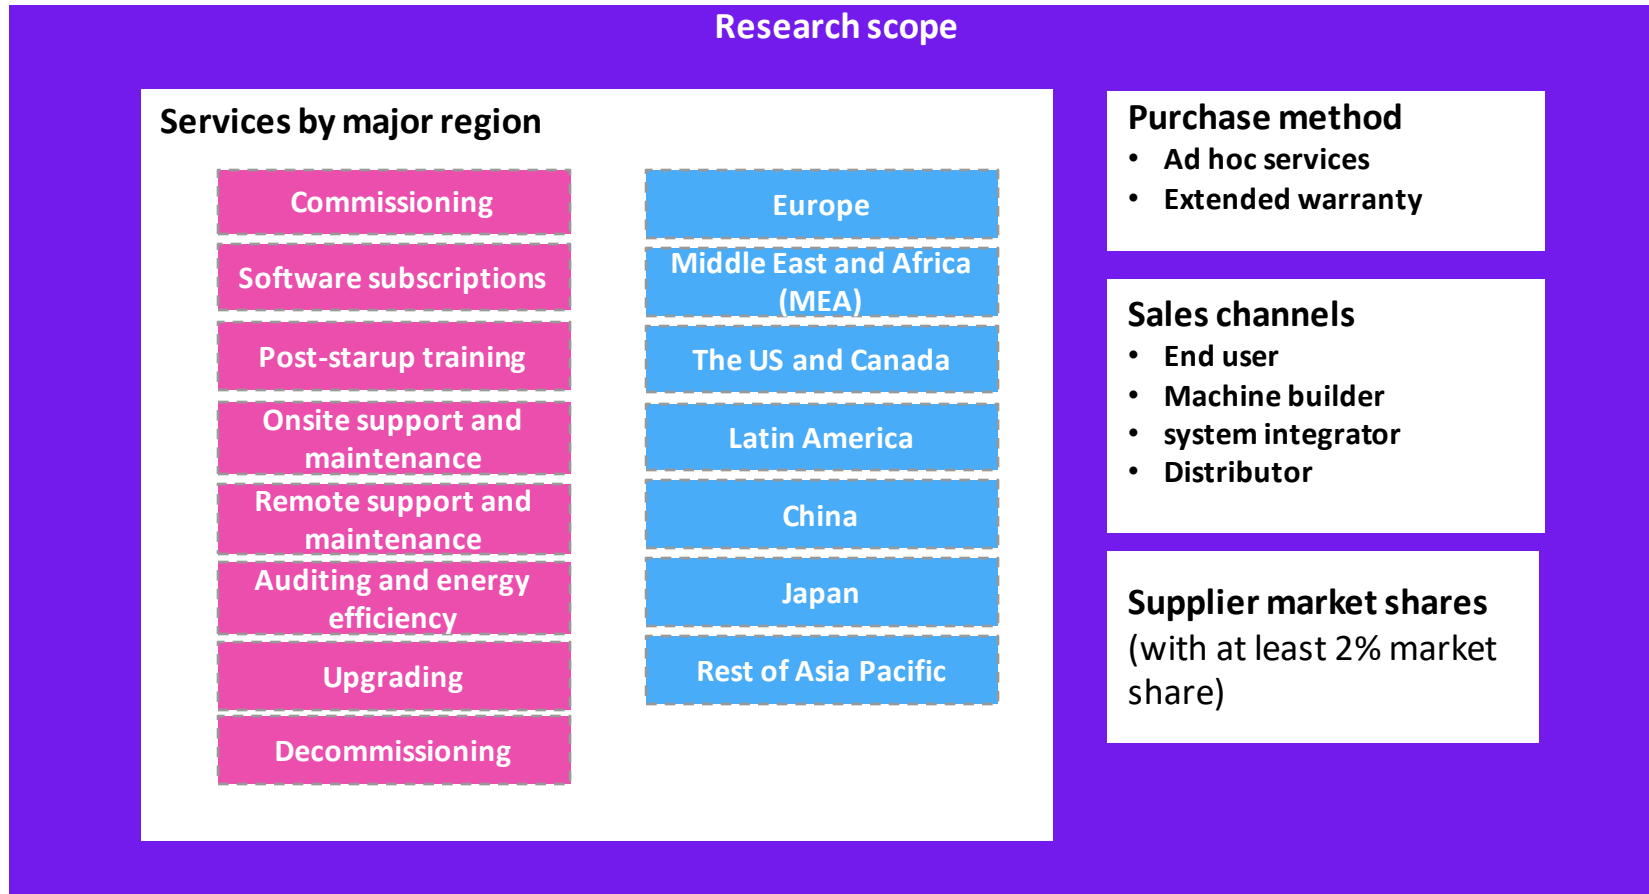 Research scope
Services by major region
Commissioning
Software subscriptions
Post-starup training
Onsite support and
maintenance
Remote support and
maintenance
Auditing and energy
efficiency
Upgrading
Decommissioning
Europe
Middle East and Africa
(MEA)
The US and Canada
Latin America
China
Japan
Rest of Asia Pacific
Purchase method
• Ad hoc services
• Extended warranty
Sales channels
• End user
• Machine builder
• system integrator
• Distributor
Supplier market shares
(with at least 2% market
share)